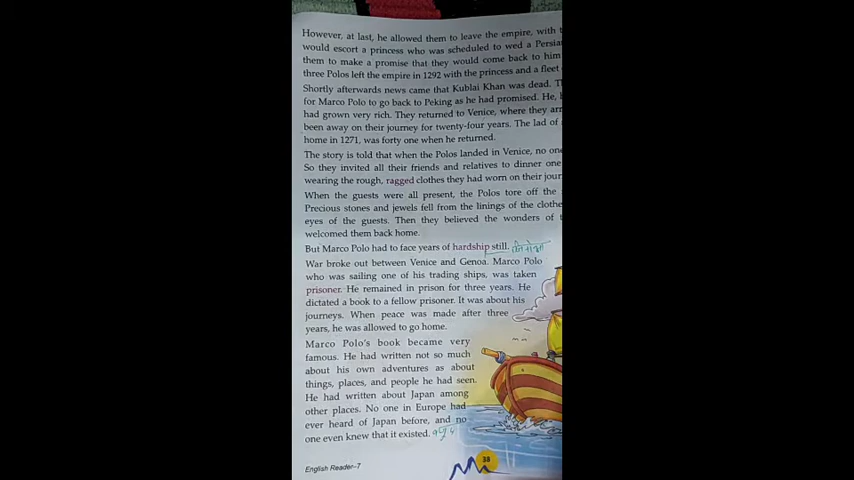 However, at last, he allowed them to leave the empire, with
would escort a princess who was scheduled to wed a Persia
them to make a promise that they would come back to him
three Polos left the empire in 1292 with the princess and a fleet
Shortly afterwards news came that Kublai Khan was dead.
for Marco Polo to go back to Peking as he had promised. He,
had grown very rich. They returned to Venice, where they arr
been away on their journey for twenty-four years. The lad of
home in 1271, was forty one when he returned.
The story is told that when the Polos landed in Venice, no one
So they invited all their friends and relatives to dinner one
wearing the rough, ragged clothes they had worn on their jour
When the guests were all present, the Polos tore off the
Precious stones and jewels fell from the linings of the clothe
eyes of the guests. Then they believed the wonders of
welcomed them back home.
But Marco Polo had to face years of hardship still.
War broke out between Venice and Genoa. Marco Polo
who was sailing one of his trading ships, was taken
prisoner. He remained in prison for three years. He
dictated a book to a fellow prisoner. It was about his
journeys. When peace was made after three
years, he was allowed to go home.
Marco Polo's book became very
famous. He had written not so much
about his own adventures as about
things, places, and people he had seen.
He had written about Japan among
other places. No one in Europe had
ever heard of Japan before, and no
one even knew that it existed.
English Reader-7
38